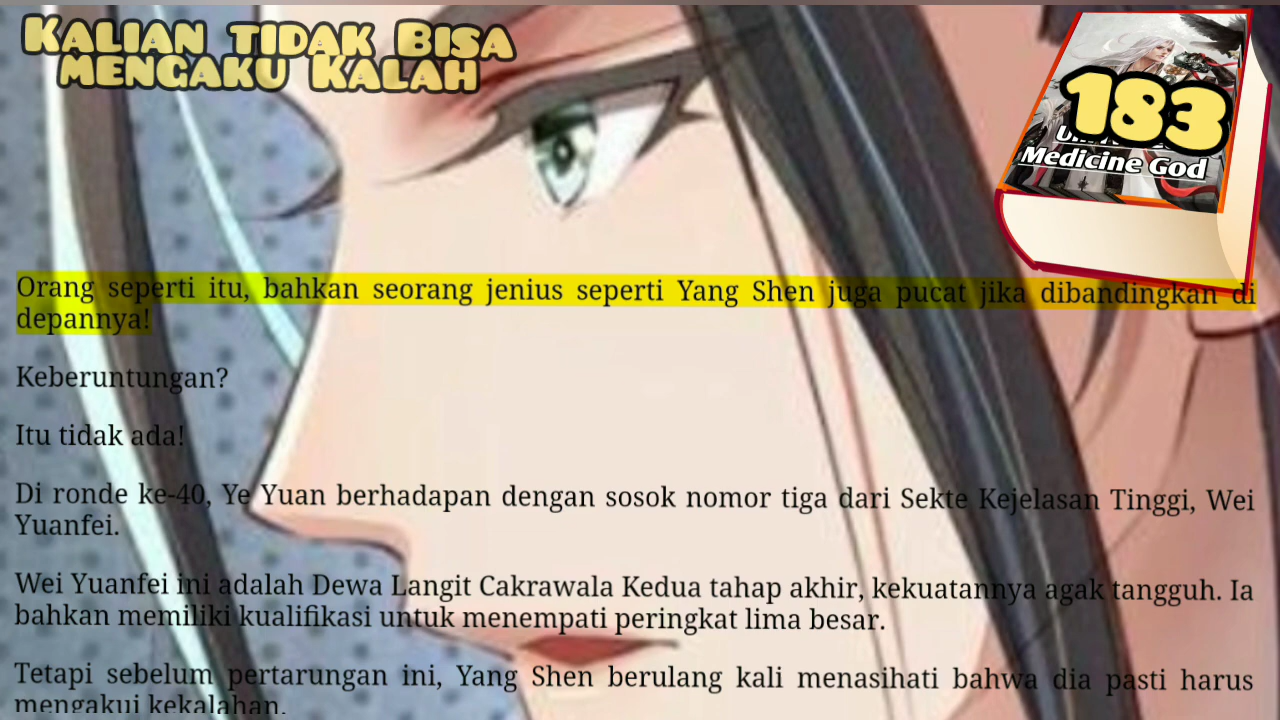 KALIAN TIDAK BISA
MENGAKU KALAH
183
Medicine God
Orang seperti itu, bahkan seorang jenius seperti Yang Shen juga pucat jika dibandingkan di
depannya!
Keberuntungan?
Itu tidak ada!
Di ronde ke-40, Ye Yuan berhadapan dengan sosok nomor tiga dari Sekte Kejelasan Tinggi, Wei
Yuanfei.
Wei Yuanfei ini adalah Dewa Langit Cakrawala Kedua tahap akhir, kekuatannya agak tangguh. Ia
bahkan memiliki kualifikasi untuk menempati peringkat lima besar.
Tetapi sebelum pertarungan ini, Yang Shen berulang kali menasihati bahwa dia pasti harus
mengakui kekalahan.